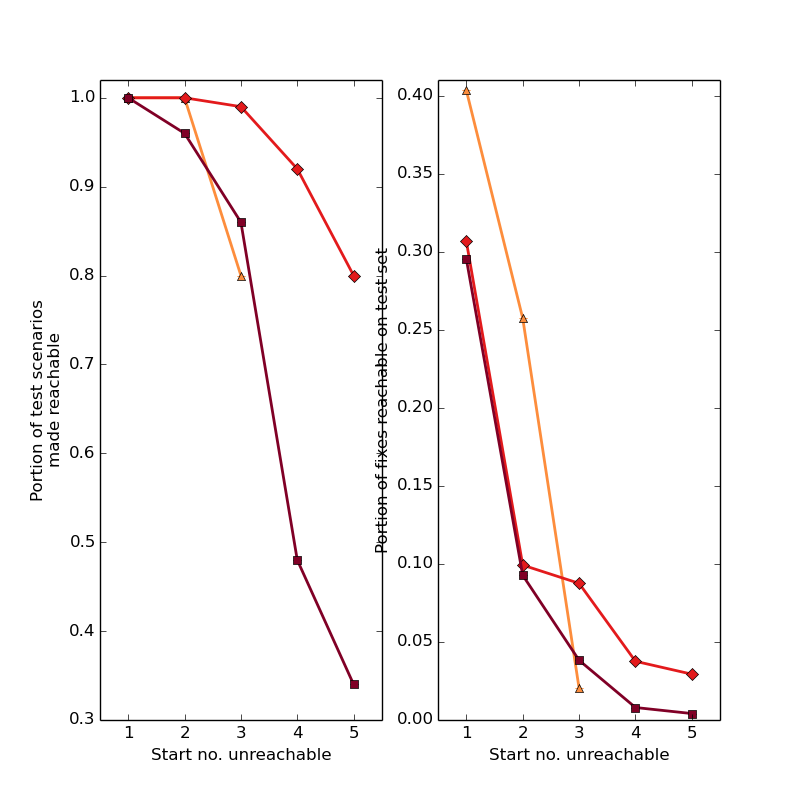 1.0
0.9
0.8
0.7
0.6
0.5
0.4
0.3
Portion of test scenarios
made reachable
1 2 3 4 5
Start no. unreachable
0.40
0.35
0.30
0.25
0.20
0.15
0.10
0.05
0.00
Portion of fixes reachable on test set
1 2 3 4 5
Start no. unreachable